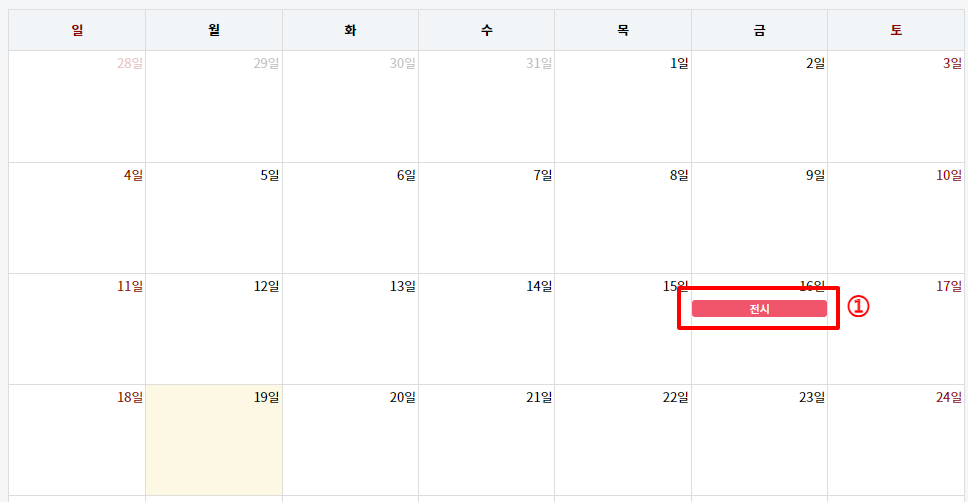 일 월 화 수 목 금 토
28일 29일 30일 31일 1일 2일 3일
4일 5일 6일 7일 8일 9일 10일
11일 12일 13일 14일 15일 16일 17일
전시 ①
18일 19일 20일 21일 22일 23일 24일